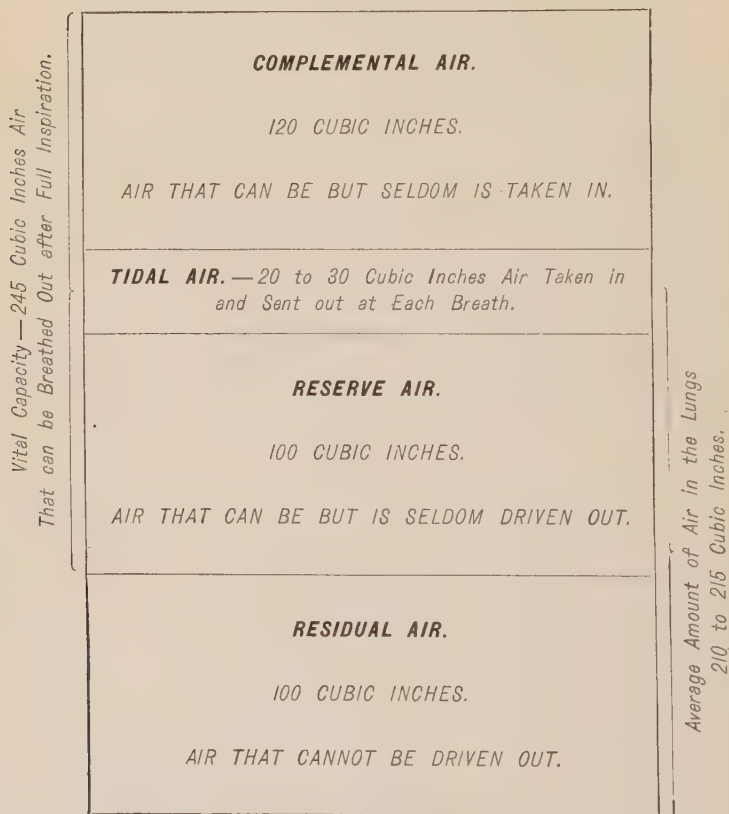 Vital Capacity — 245 Cubic Inches Air
That can be Breathed Out after Full Inspiration.
COMPLEMENTAL AIR.
120 CUBIC INCHES.
AIR THAT CAN BE BUT SELDOM IS TAKEN IN.
TIDAL AIR. — 20 to 30 Cubic Inches Air Taken in
and Sent out at Each Breath.
RESERVE AIR.
100 CUBIC INCHES.
AIR THAT CAN BE BUT IS SELDOM DRIVEN OUT.
RESIDUAL AIR.
100 CUBIC INCHES.
AIR THAT CANNOT BE DRIVEN OUT.
Average Amount of Air in the Lungs
210 to 215 Cubic Inches.